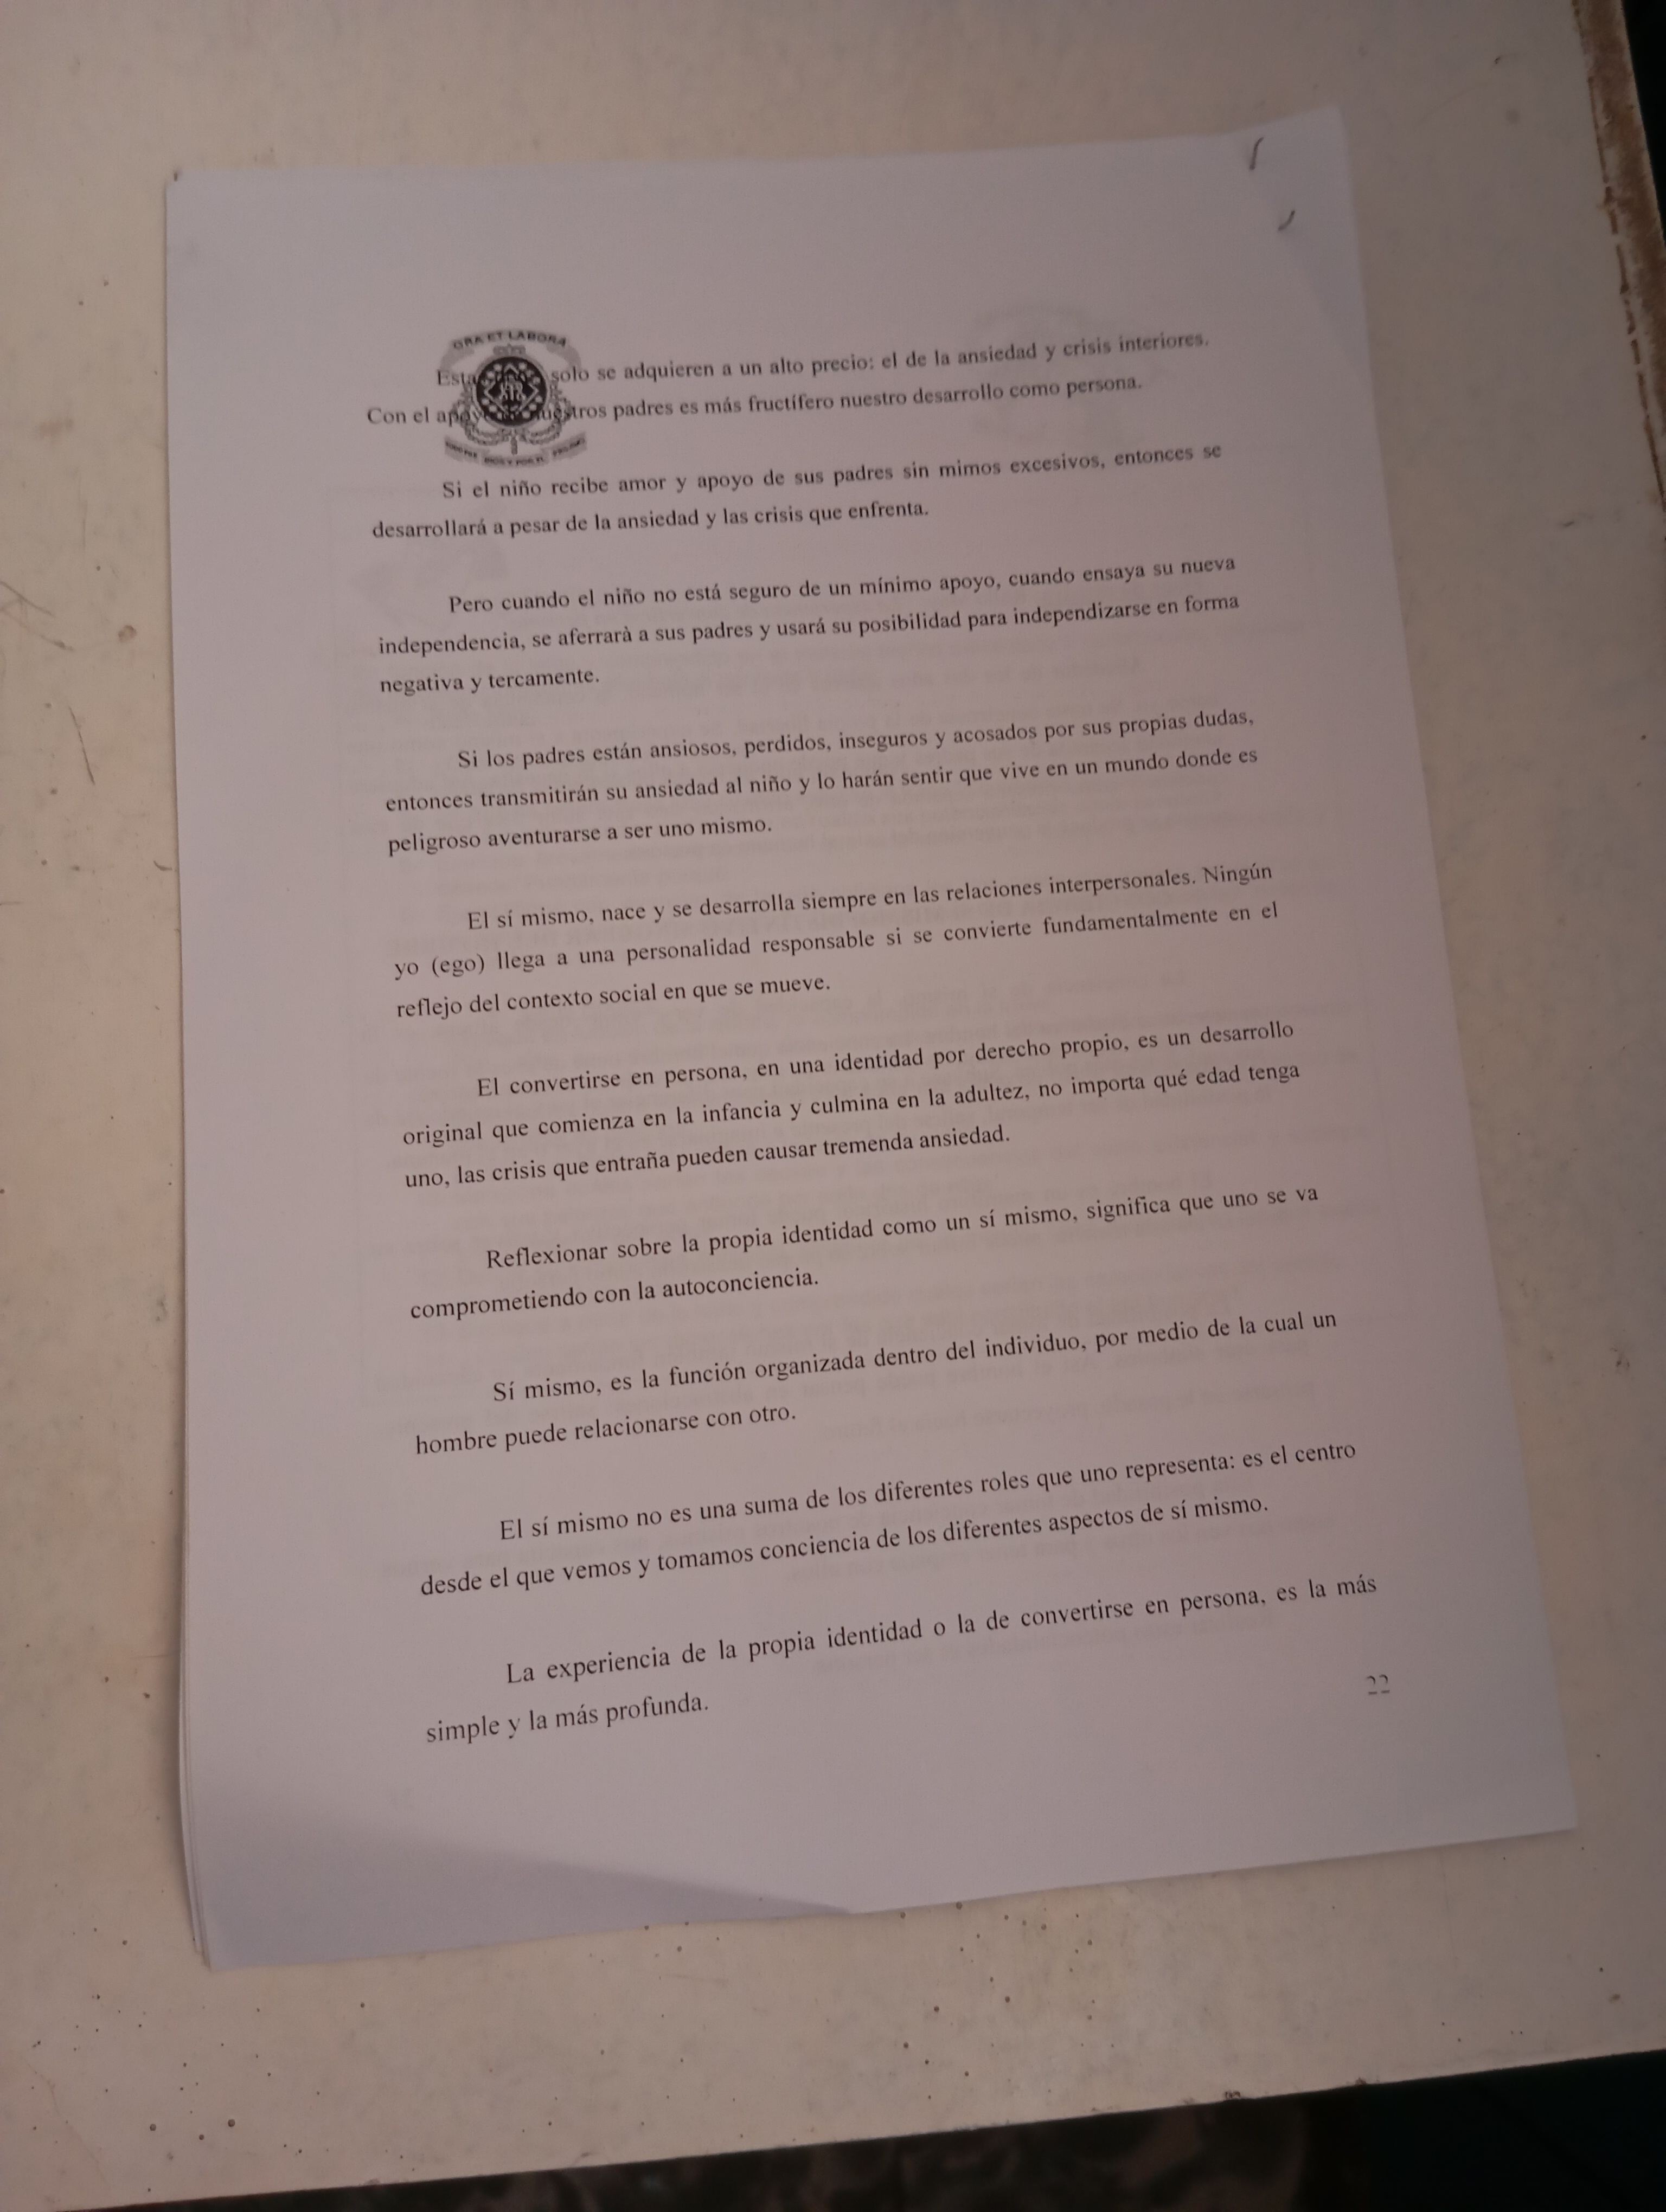 ORA ET LABORA
solo se adquieren a un alto precio: el de la ansiedad y crisis interiores.
Con el padres es más fructífero nuestro desarrollo como persona.
Si el niño recibe amor y apoyo de sus padres sin mimos excesivos, entonces se
desarrollará a pesar de la ansiedad y las crisis que enfrenta.
Pero cuando el niño no está seguro de un mínimo apoyo, cuando ensaya su nueva
independencia, se aferrarà a sus padres y usará su posibilidad para independizarse en forma
negativa y tercamente.
Si los padres están ansiosos, perdidos, inseguros y acosados por sus propias dudas,
entonces transmitirán su ansiedad al niño y lo harán sentir que vive en un mundo donde es
peligroso aventurarse a ser uno mismo.
El sí mismo, nace y se desarrolla siempre en las relaciones interpersonales. Ningún
yo (ego) llega a una personalidad responsable si se convierte fundamentalmente en el
reflejo del contexto social en que se mueve.
El convertirse en persona, en una identidad por derecho propio, es un desarrollo
original que comienza en la infancia y culmina en la adultez, no importa qué edad tenga
uno, las crisis que entraña pueden causar tremenda ansiedad.
Reflexionar sobre la propia identidad como un sí mismo, significa que uno se va
comprometiendo con la autoconciencia.
Sí mismo, es la función organizada dentro del individuo, por medio de la cual un
hombre puede relacionarse con otro.
El sí mismo no es una suma de los diferentes roles que uno representa: es el centro
desde el que vemos y tomamos conciencia de los diferentes aspectos de sí mismo.
La experiencia de la propia identidad o la de convertirse en persona, es la más
simple y la más profunda.
22